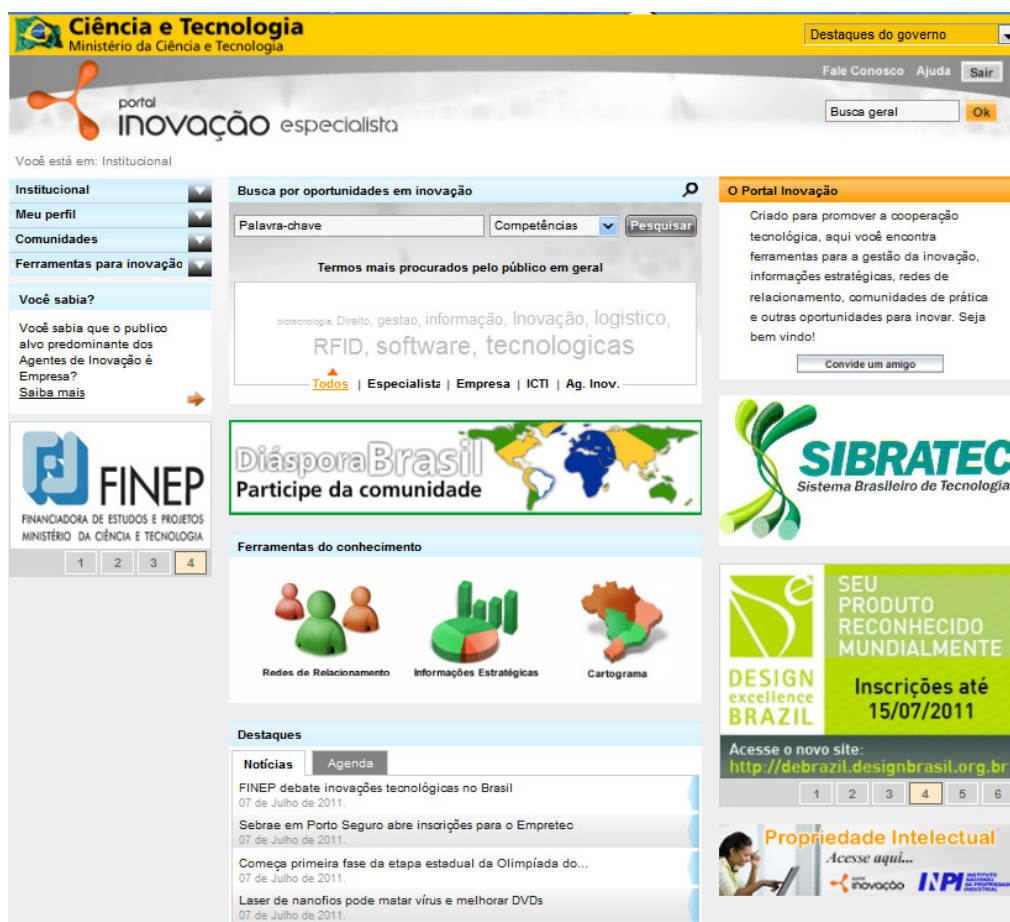 Ciência e Tecnologia
Ministério da Ciência e Tecnologia
Destaques do governo
Fale Conosco Ajuda Sair
portal
inovação especialista
Busca geral Ok
Você está em: Institucional
Institucional
Meu perfil
Comunidades
Ferramentas para inovação
Você sabia?
Você sabia que o publico
alvo predominante dos
Agentes de Inovação é
Empresa?
Saiba mais
FINEP
FINANCIADORA DE ESTUDOS E PROJETOS
MINISTÉRIO DA CIÊNCIA E TECNOLOGIA
1 2 3 4
Busca por oportunidades em inovação
Palavra-chave Competências Pesquisar
Termos mais procurados pelo público em geral
biotecnologia, Direito, gestao, informação, Inovação, logistico,
RFID, software, tecnologicas
Todos | Especialista | Empresa | ICTI | Ag. Inov.
DiásporaBrasil
Participe da comunidade
Ferramentas do conhecimento
Redes de Relacionamento Informações Estratégicas Cartograma
Destaques
Notícias Agenda
FINEP debate inovações tecnológicas no Brasil
07 de Julho de 2011.
Sebrae em Porto Seguro abre inscrições para o Empretec
07 de Julho de 2011.
Começa primeira fase da etapa estadual da Olimpíada do...
07 de Julho de 2011.
Laser de nanofios pode matar vírus e melhorar DVDs
07 de Julho de 2011.
O Portal Inovação
Criado para promover a cooperação
tecnológica, aqui você encontra
ferramentas para a gestão da inovação,
informações estratégicas, redes de
relacionamento, comunidades de prática
e outras oportunidades para inovar. Seja
bem vindo!
Convide um amigo
SIBRATEC
Sistema Brasileiro de Tecnologia
DESIGN
excellence
BRAZIL
SEU
PRODUTO
RECONHECIDO
MUNDIALMENTE
Inscrições até
15/07/2011
Acesse o novo site:
http://debrazil.designbrasil.org.br
1 2 3 4 5 6
Propriedade Intelectual
Acesse aqui...
portal inovação INPI INSTITUTO
NACIONAL
DA PROPRIEDADE
INDUSTRIAL